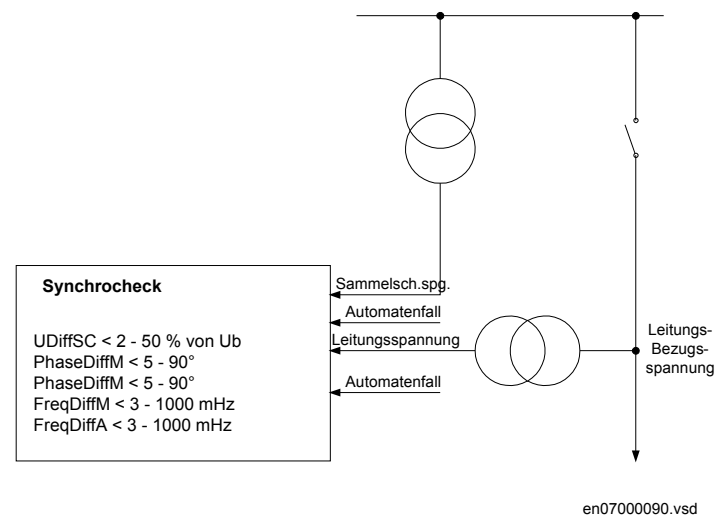 Synchrocheck
UDiffSC < 2 - 50 % von Ub
PhaseDiffM < 5 - 90°
PhaseDiffM < 5 - 90°
FreqDiffM < 3 - 1000 mHz
FreqDiffA < 3 - 1000 mHz
Sammelsch.spg.
Automatenfall
Leitungsspannung
Automatenfall
Leitungs-
Bezugs-
spannung
en07000090.vsd